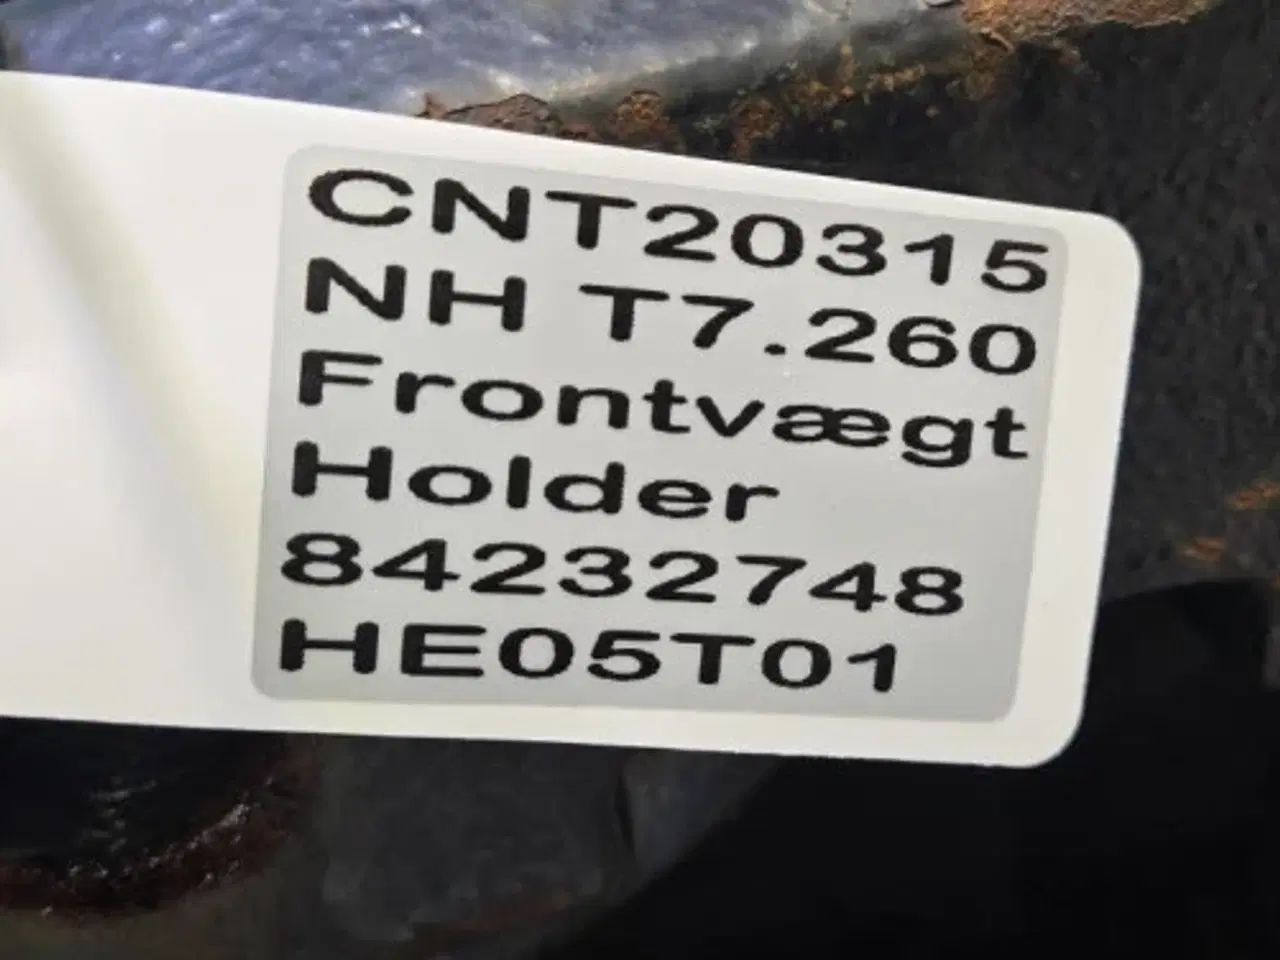 CNT20315
NH T7.260
Frontvægt
Holder
84232748
HE05T01